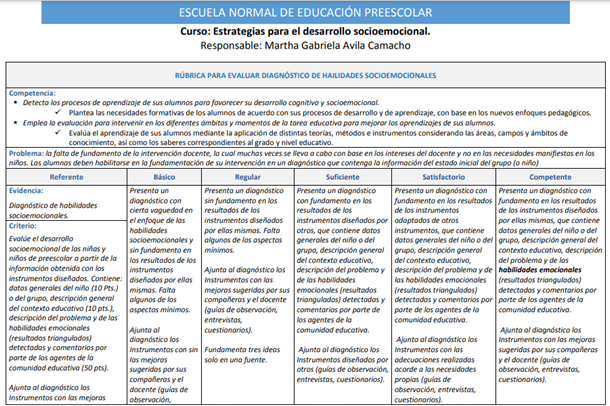 ESCUELA NORMAL DE EDUCACIÓN PREESCOLAR
Curso: Estrategias para el desarrollo socioemocional.
Responsable: Martha Gabriela Avila Camacho
RÚBRICA PARA EVALUAR DIAGNÓSTICO DE HAILIDADES SOCIOEMOCIONALES
Competencia:
▪ Detecta los procesos de aprendizaje de sus alumnos para favorecer su desarrollo cognitivo y socioemocional.
✓ Plantea las necesidades formativas de los alumnos de acuerdo con sus procesos de desarrollo y de aprendizaje, con base en los nuevos enfoques pedagógicos.
▪ Emplea la evaluación para intervenir en los diferentes ámbitos y momentos de la tarea educativa para mejorar los aprendizajes de sus alumnos.
✓ Evalúa el aprendizaje de sus alumnos mediante la aplicación de distintas teorías, métodos e instrumentos considerando las áreas, campos y ámbitos de
conocimiento, así como los saberes correspondientes al grado y nivel educativo.
Problema: la falta de fundamento de la intervención docente, la cual muchas veces se lleva a cabo con base en los intereses del docente y no en las necesidades manifiestas en los
niños. Las alumnas deben habilitarse en la fundamentación de su intervención en un diagnóstico que contenga la información del estado inicial del grupo (o niño)
Referente
Evidencia:
Diagnóstico de habilidades
socioemocionales.
Criterio:
Evalúe el desarrollo
socioemocional de las niñas y
niños de preescolar a partir de la
información obtenida con los
instrumentos diseñados. Contiene:
datos generales del niño (10 Pts.)
o del grupo, descripción general
del contexto educativo (10 pts.),
descripción del problema y de las
habilidades emocionales
(resultados triangulados)
detectadas y comentarios por
parte de los agentes de la
comunidad educativa (50 pts).
Ajunta al diagnóstico los
Instrumentos con las mejoras
Básico
Presenta un
diagnóstico con
cierta vaguedad en
el enfoque de las
habilidades
socioemocionales y
sin fundamento en
los resultados de los
instrumentos
diseñados por ellas
mismas. Falta
algunos de los
aspectos mínimos.
Ajunta al
diagnóstico los
Instrumentos con sin
las mejoras
sugeridas por sus
compañeras y el
docente (guías de
observación,
Regular
Presenta un diagnóstico
sin fundamento en los
resultados de los
instrumentos diseñados
por ellas mismas. Falta
algunos de los aspectos
mínimos.
Ajunta al diagnóstico los
Instrumentos con las
mejoras sugeridas por sus
compañeras y el docente
(guías de observación,
entrevistas,
cuestionarios).
Fundamenta tres ideas
solo en una fuente.
Suficiente
Presenta un diagnóstico con
fundamento en los
resultados de los
instrumentos diseñados por
otros, que contiene datos
generales del niño o del
grupo, descripción general
del contexto educativo,
descripción del problema y
de las habilidades
emocionales (resultados
triangulados) detectadas y
comentarios por parte de
los agentes de la
comunidad educativa.
Ajunta al diagnóstico los
Instrumentos diseñados por
otros (guías de observación,
entrevistas, cuestionarios).
Satisfactorio
Presenta un diagnóstico con
fundamento en los resultados
de los instrumentos
adaptados de otros
instrumentos, que contiene
datos generales del niño o del
grupo, descripción general del
contexto educativo,
descripción del problema y de
las habilidades emocionales
(resultados triangulados)
detectadas y comentarios por
parte de los agentes de la
comunidad educativa.
Ajunta al diagnóstico los
Instrumentos con las
adecuaciones realizadas
acorde a las necesidades
propias (guías de observación,
entrevistas, cuestionarios).
Competente
Presenta un diagnóstico con
fundamento en los resultados
de los instrumentos diseñados
por ellas mismas, que contiene
datos generales del niño o del
grupo, descripción general del
contexto educativo,
descripción del problema y de
las
habilidades emocionales
(resultados triangulados)
detectadas y comentarios por
parte de los agentes de la
comunidad educativa.
Ajunta al diagnóstico los
Instrumentos con las mejoras
sugeridas por sus compañeras
y el docente (guías de
observación, entrevistas,
cuestionarios).